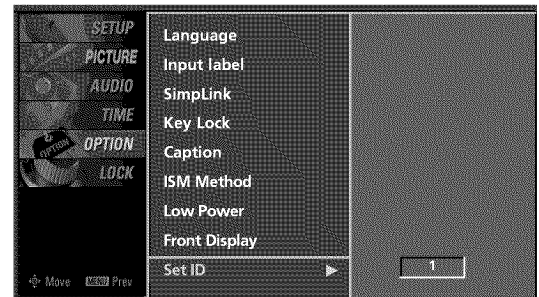 SETUP
PICTURE
AUDIO
TIME
OPTION
OPTION
LOCK
Move MENU Prev
Language
Input label
SimpLink
Key Lock
Caption
ISM Method
Low Power
Front Display
Set ID
1